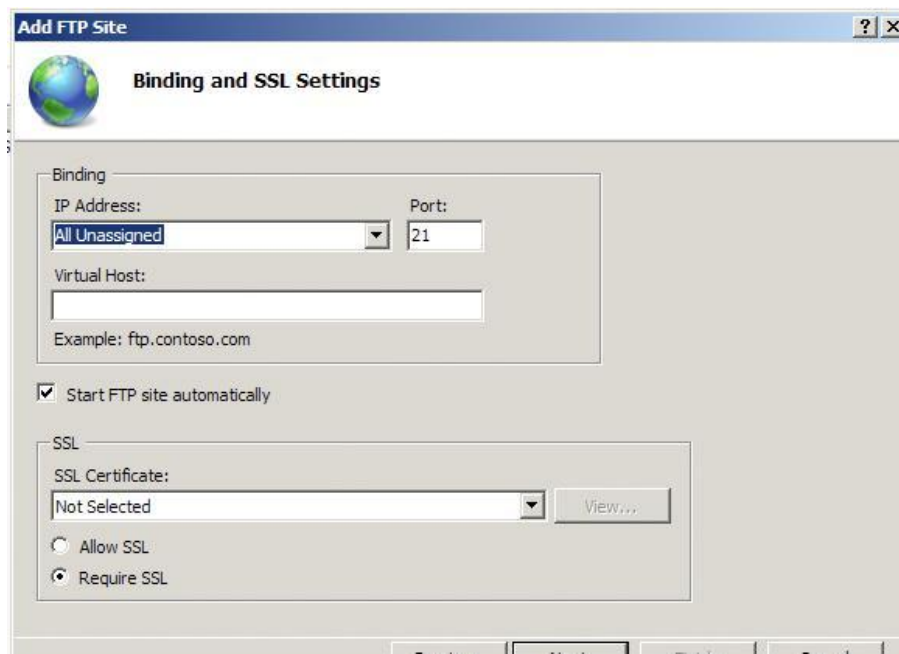 Add FTP Site
Binding and SSL Settings
Binding
IP Address: Port:
All Unassigned 21
Virtual Host:
Example: ftp.contoso.com
Start FTP site automatically
SSL
SSL Certificate:
Not Selected View...
Allow SSL
Require SSL